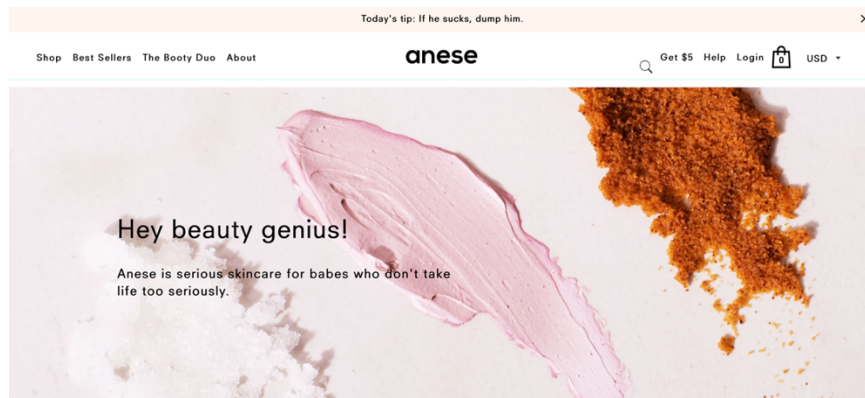 Today's tip: If he sucks, dump him.
Shop Best Sellers The Booty Duo About
anese
Get $5 Help Login 0 USD
Hey beauty genius!
Anese is serious skincare for babes who don't take
life too seriously.